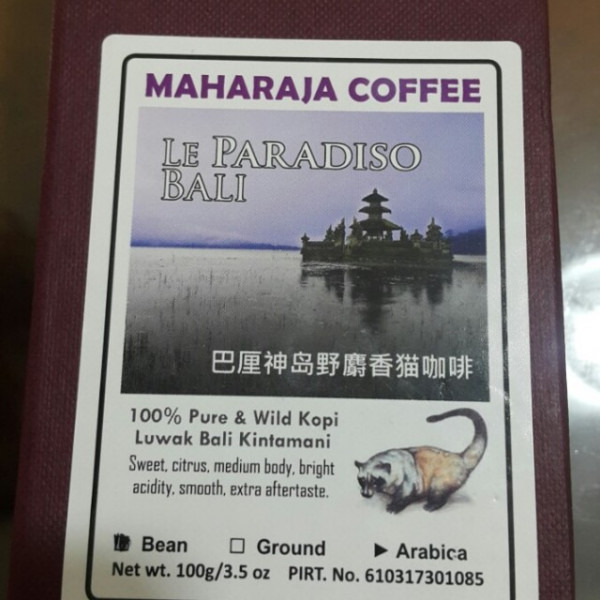 MAHARAJA COFFEE
LE PARADISO
BALI
巴厘神岛野麝香猫咖啡
100% Pure & Wild Kopi
Luwak Bali Kintamani
Sweet, citrus, medium body, bright
acidity, smooth, extra aftertaste.
Bean Ground Arabica
Net wt. 100g/3.5 oz PIRT. No. 610317301085